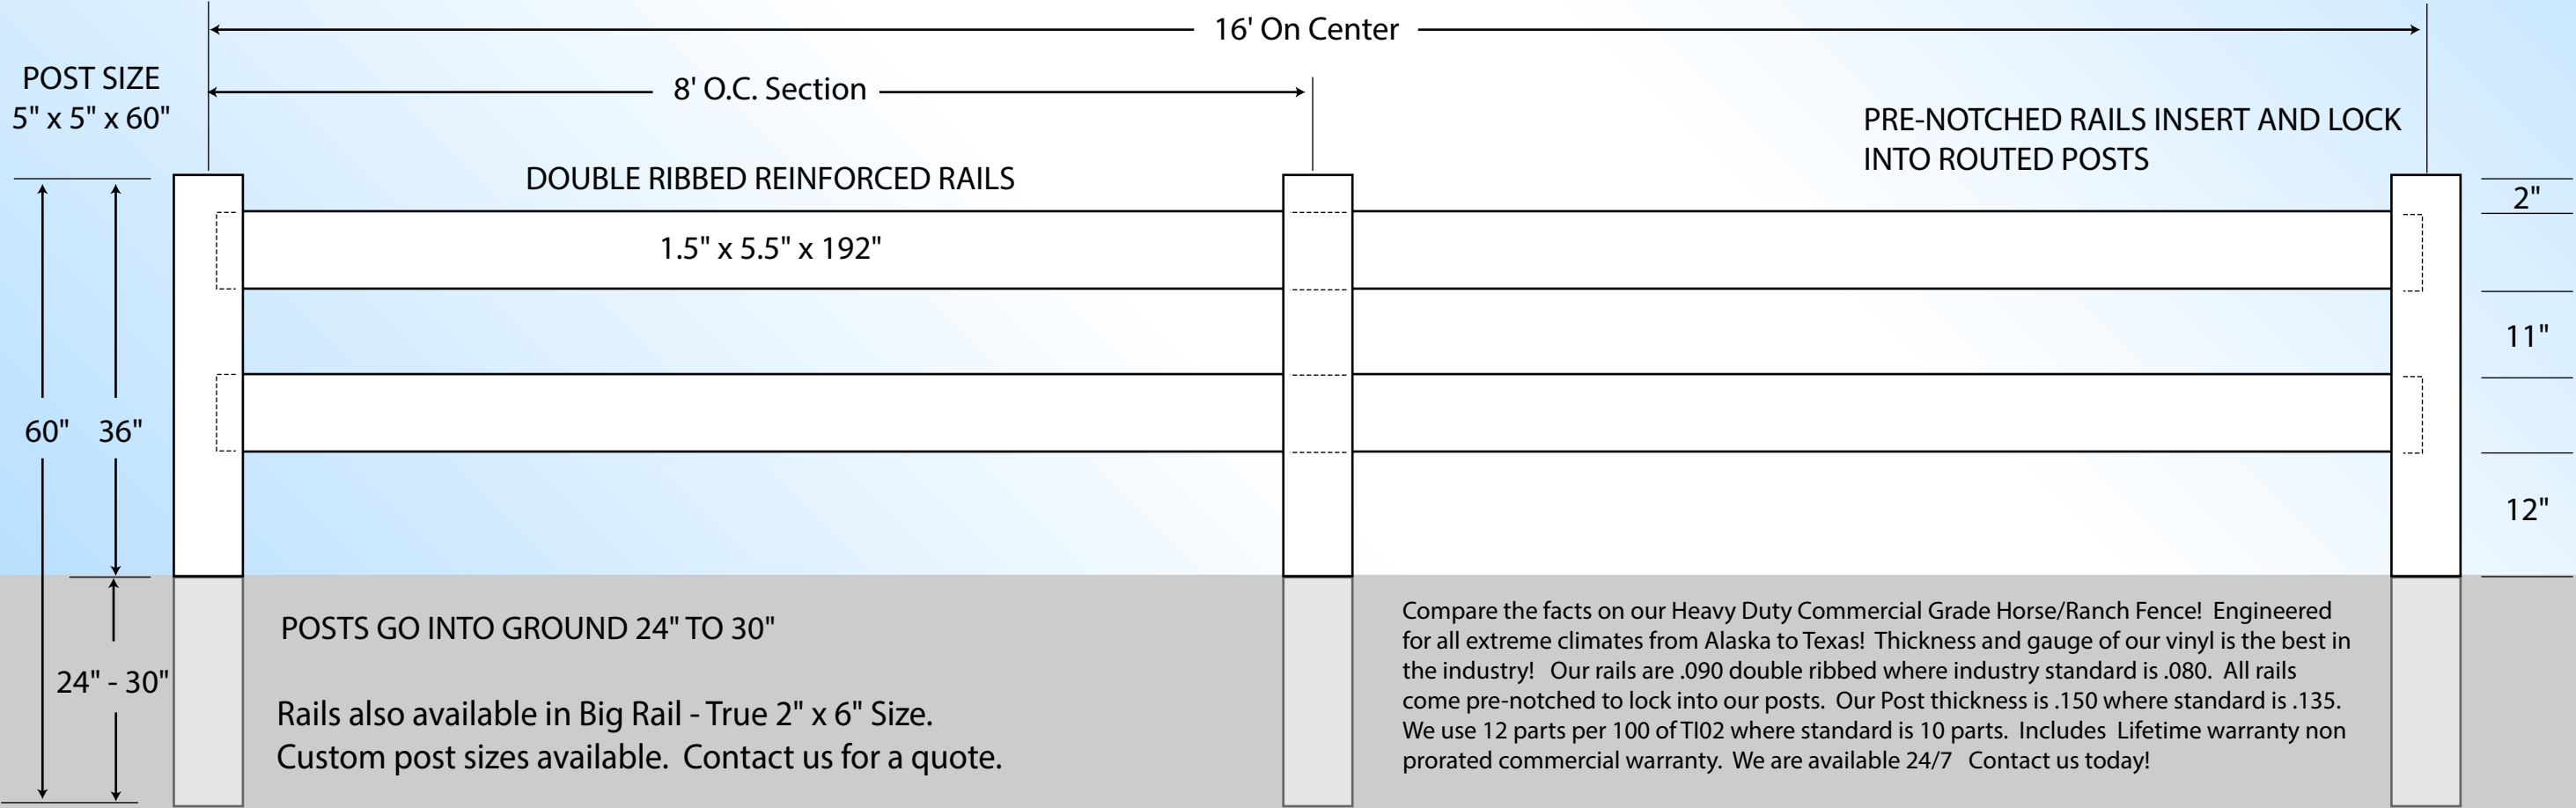 16' On Center
8' O.C. Section
POST SIZE
5" x 5" x 60"
PRE-NOTCHED RAILS INSERT AND LOCK
INTO ROUTED POSTS
DOUBLE RIBBED REINFORCED RAILS
2"
1.5" x 5.5" x 192"
11"
60"
36"
12"
POSTS GO INTO GROUND 24" TO 30"
24" - 30"
Rails also available in Big Rail - True 2" x 6" Size.
Custom post sizes available.  Contact us for a quote.
Compare the facts on our Heavy Duty Commercial Grade Horse/Ranch Fence!  Engineered
for all extreme climates from Alaska to Texas!  Thickness and gauge of our vinyl is the best in
the industry!   Our rails are .090 double ribbed where industry standard is .080.  All rails
come pre-notched to lock into our posts.  Our Post thickness is .150 where standard is .135.
We use 12 parts per 100 of TI02 where standard is 10 parts.  Includes  Lifetime warranty non
prorated commercial warranty.  We are available 24/7   Contact us today!